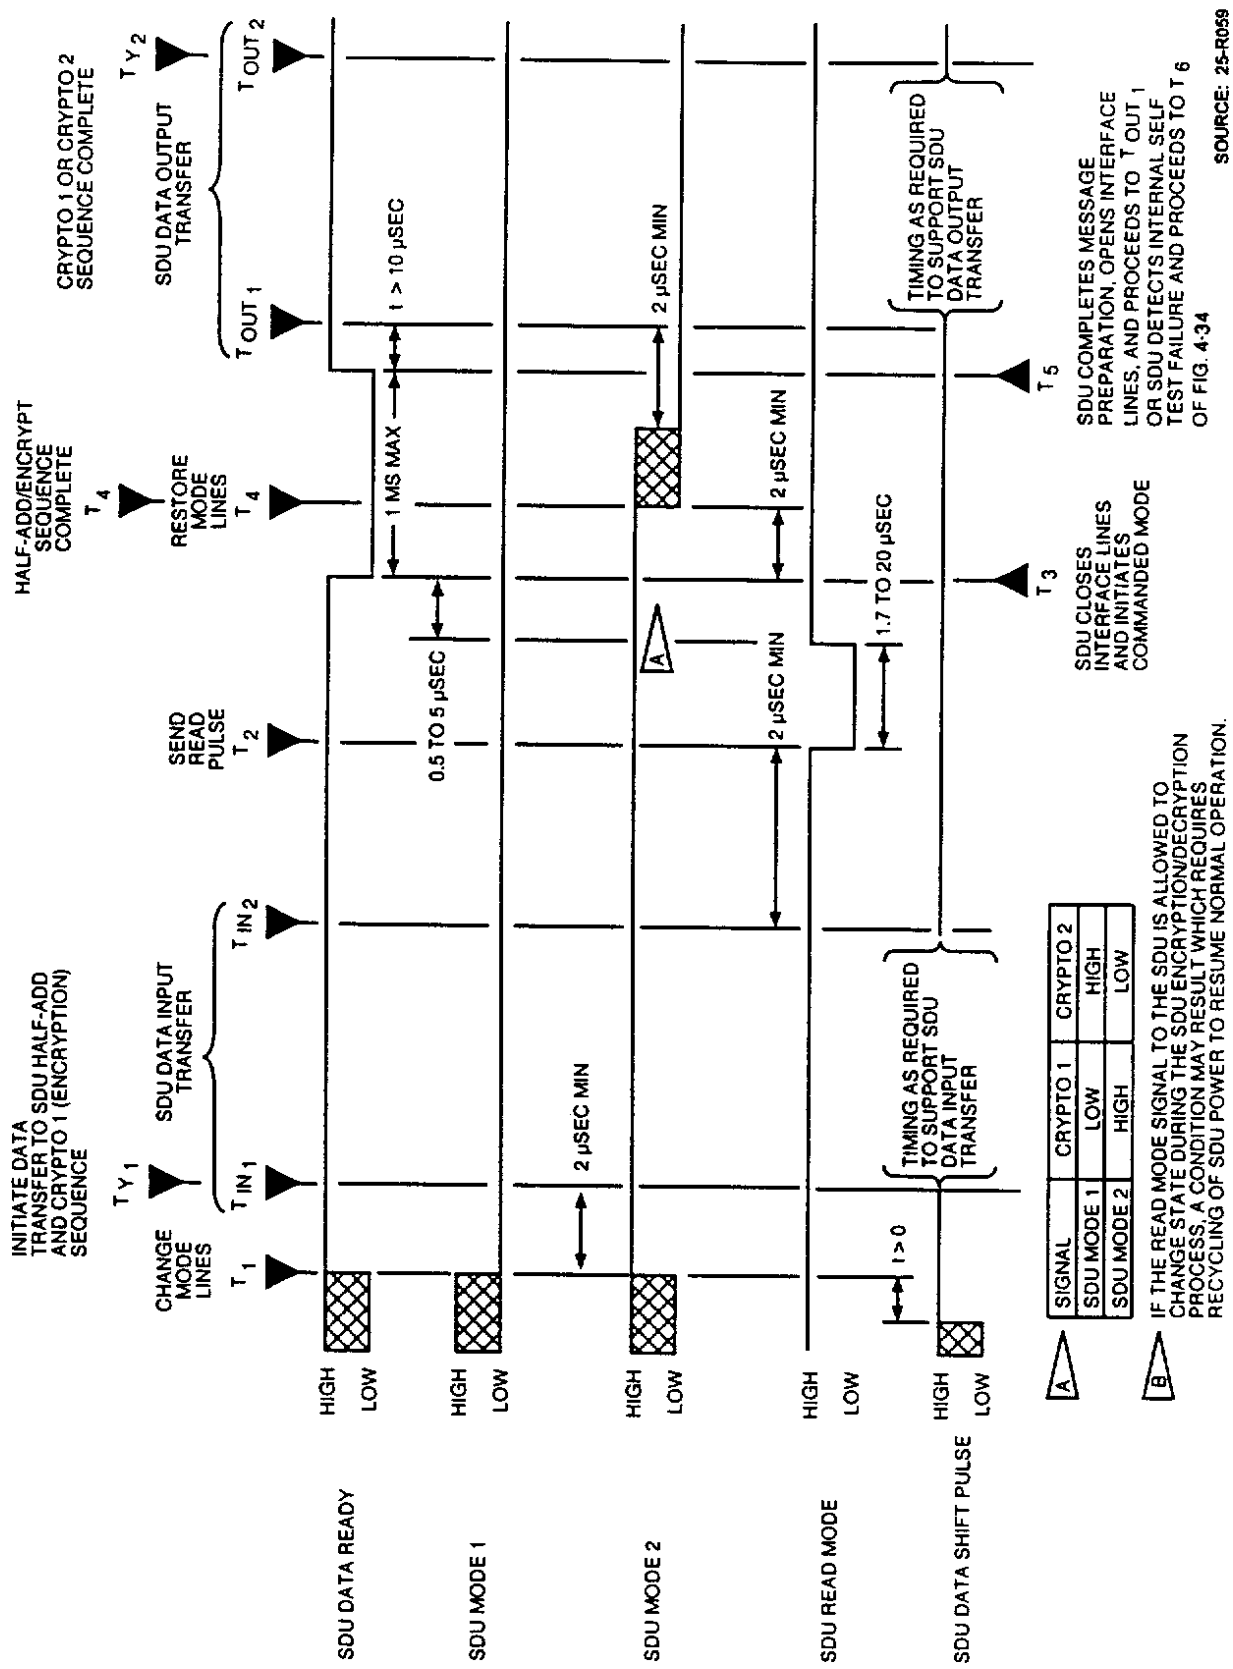 INITIATE DATA
TRANSFER TO SDU HALF-ADD
AND CRYPTO 1 (ENCRYPTION)
SEQUENCE
T Y 1
HALF-ADD/ENCRYPT
SEQUENCE
COMPLETE
T 4
CRYPTO 1 OR CRYPTO 2
SEQUENCE COMPLETE
T Y 2
CHANGE
MODE
LINES
T 1
SDU DATA INPUT
TRANSFER
T IN 1
T IN 2
SEND
READ
PULSE
T 2
RESTORE
MODE
LINES
T 4
SDU DATA OUTPUT
TRANSFER
T OUT 1
T OUT 2
SDU DATA READY
HIGH
LOW
1 MS MAX
t > 10 µSEC
0.5 TO 5 µSEC
SDU MODE 1
HIGH
LOW
2 µSEC MIN
SDU MODE 2
HIGH
LOW
A
2 µSEC MIN
2 µSEC MIN
2 µSEC MIN
SDU READ MODE
HIGH
LOW
t > 0
1.7 TO 20 µSEC
SDU DATA SHIFT PULSE
HIGH
LOW
TIMING AS REQUIRED
TO SUPPORT SDU
DATA INPUT
TRANSFER
TIMING AS REQUIRED
TO SUPPORT SDU
DATA OUTPUT
TRANSFER
T 3
SDU CLOSES
INTERFACE LINES
AND INITIATES
COMMANDED MODE
T 5
SDU COMPLETES MESSAGE
PREPARATION, OPENS INTERFACE
LINES, AND PROCEEDS TO T OUT 1
OR SDU DETECTS INTERNAL SELF
TEST FAILURE AND PROCEEDS TO T 6
OF FIG. 4-34
A
SIGNAL CRYPTO 1 CRYPTO 2
SDU MODE 1 LOW HIGH
SDU MODE 2 HIGH LOW
B
IF THE READ MODE SIGNAL TO THE SDU IS ALLOWED TO
CHANGE STATE DURING THE SDU ENCRYPTION/DECRYPTION
PROCESS, A CONDITION MAY RESULT WHICH REQUIRES
RECYCLING OF SDU POWER TO RESUME NORMAL OPERATION.
SOURCE: 25-R059